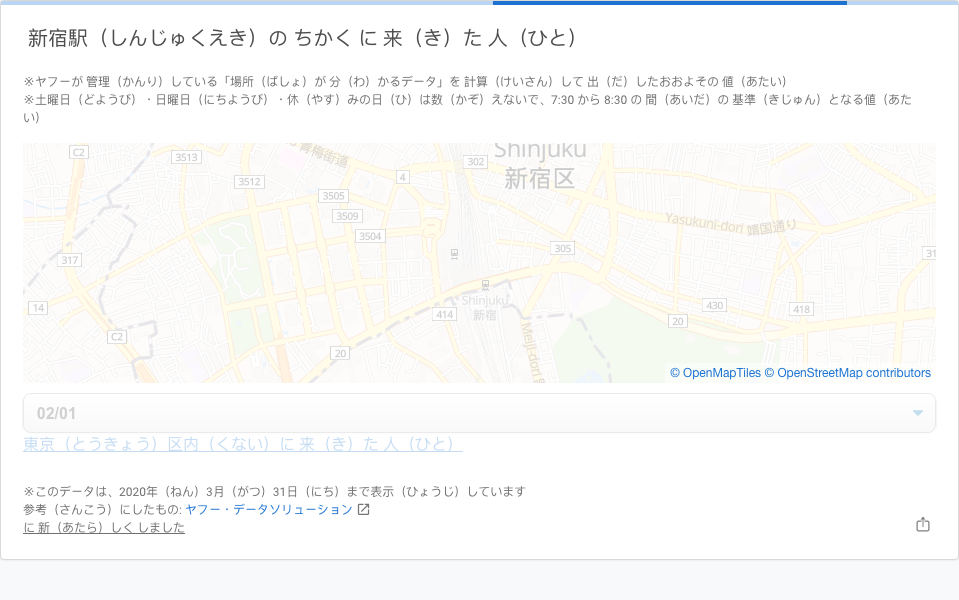 新宿駅（しんじゅくえき）の ちかく に 来（き）た 人（ひと）
※ヤフーが 管理（かんり）している「場所（ばしょ）が 分（わ）かるデータ」を 計算（けいさん）して 出（だ）したおおよその 値（あたい）
※土曜日（どようび）・日曜日（にちようび）・休（やす）みの日（ひ）は数（かぞ）えないで、7:30 から 8:30 の 間（あいだ）の 基準（きじゅん）となる値（あた
い）
Shinjuku
新宿区
C2
3513
青梅街道
302
3512
4
3505
3509
3504
Yasukuni-dori 靖国通り
305
317
31
14
Shinjuku
新宿
414
430
418
20
C2
20
Meiji-dori 明
© OpenMapTiles © OpenStreetMap contributors
02/01
東京（とうきょう）区内（くない）に 来（き）た 人（ひと）
※このデータは、2020年（ねん）3月（がつ）31日（にち）まで表示（ひょうじ）しています
参考（さんこう）にしたもの: ヤフー・データソリューション
に 新（あたら）しく しました